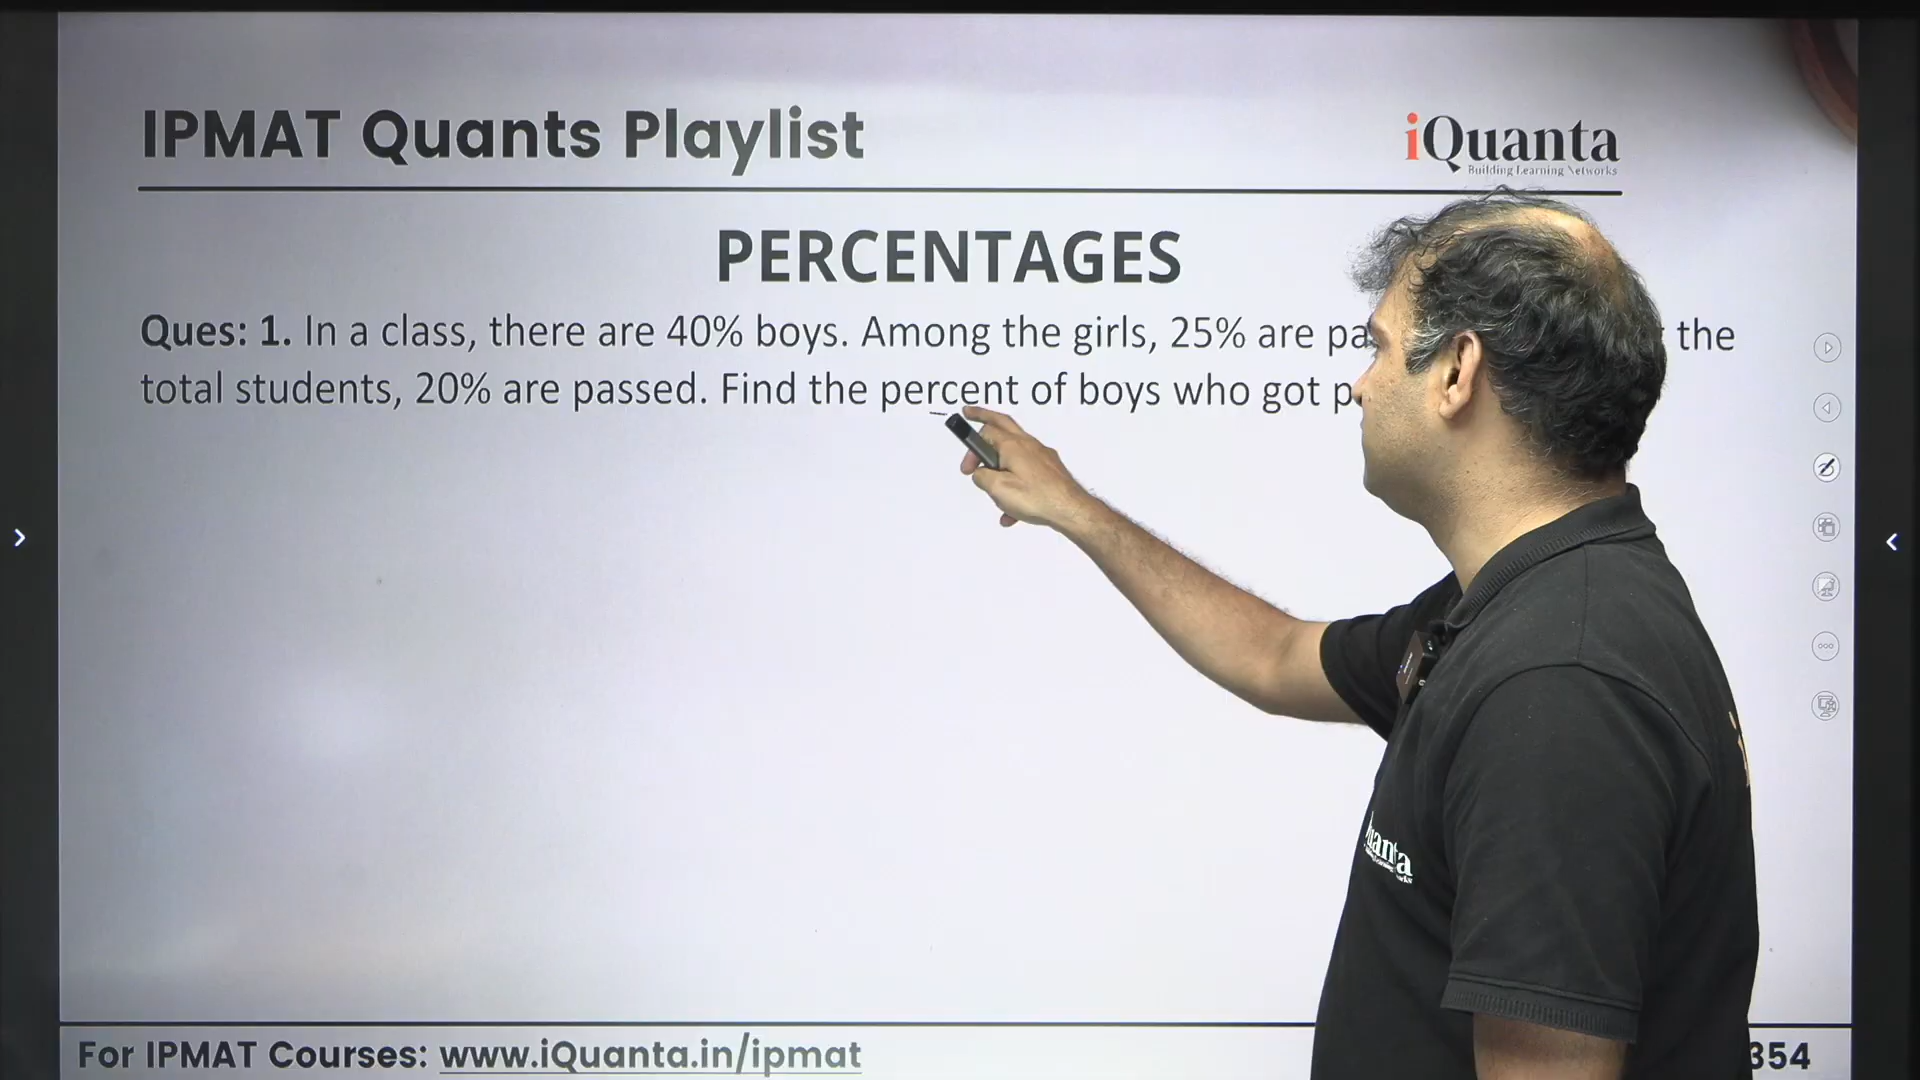 IPMAT Quants Playlist
iQuanta
Building Learning Networks
PERCENTAGES
Ques: 1. In a class, there are 40% boys. Among the girls, 25% are the
total students, 20% are passed. Find the percent of boys who got
For IPMAT Courses: www.iQuanta.in/ipmat
354